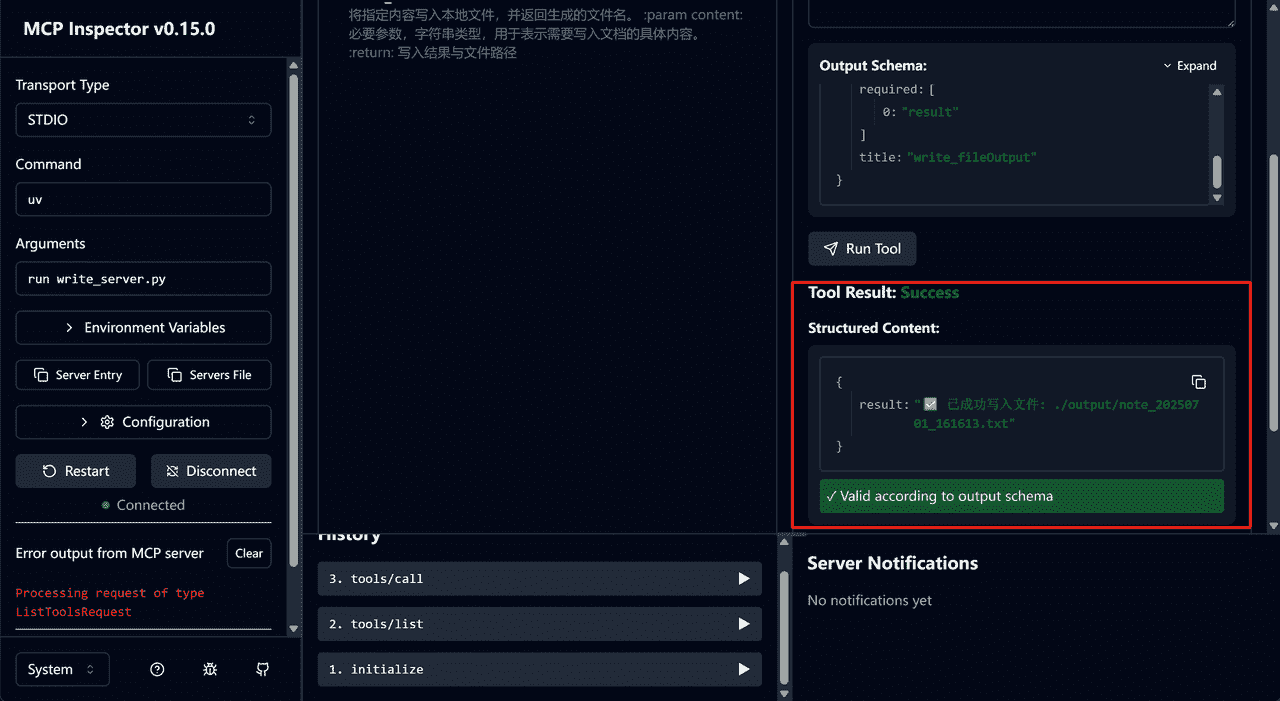 MCP Inspector v0.15.0
Transport Type
STDIO
Command
uv
Arguments
run write_server.py
Environment Variables
Server Entry
Servers File
Configuration
Restart
Disconnect
Connected
Error output from MCP server
Clear
Processing request of type
ListToolsRequest
System
将指定内容写入本地文件，并返回生成的文件名。 :param content:
必要参数，字符串类型，用于表示需要写入文档的具体内容。
:return: 写入结果与文件路径
History
3. tools/call
2. tools/list
1. initialize
Output Schema:
Expand
required: [
0: "result"
]
title: "write_fileOutput"
}
Run Tool
Tool Result: Success
Structured Content:
{
result: "✅ 已成功写入文件: ./output/note_202507
01_161613.txt"
}
✓ Valid according to output schema
Server Notifications
No notifications yet